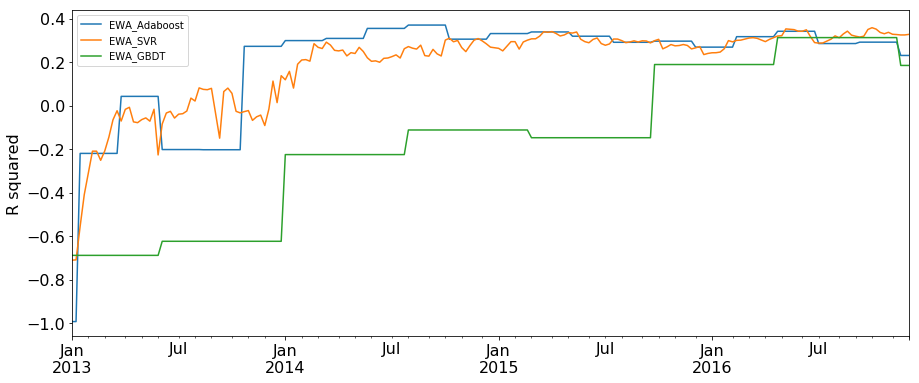 EWA_Adaboost
EWA_SVR
EWA_GBDT
R squared
0.4
0.2
0.0
−0.2
−0.4
−0.6
−0.8
−1.0
Jan Jul Jan Jul Jan Jul Jan Jul
2013 2014 2015 2016